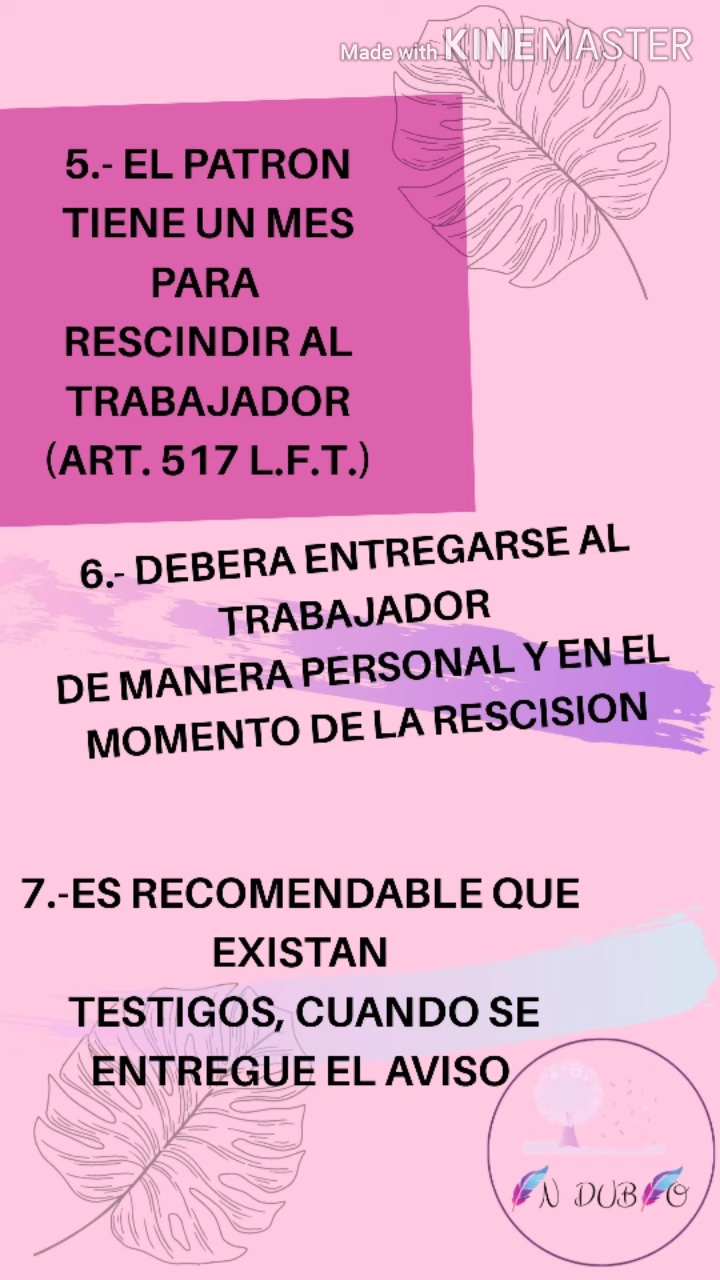 Made with KINEMASTER
5.- EL PATRON
TIENE UN MES
PARA
RESCINDIR AL
TRABAJADOR
(ART. 517 L.F.T.)
6.- DEBERA ENTREGARSE AL
TRABAJADOR
DE MANERA PERSONAL Y EN EL
MOMENTO DE LA RESCISION
7.-ES RECOMENDABLE QUE
EXISTAN
TESTIGOS, CUANDO SE
ENTREGUE EL AVISO
N DUB O